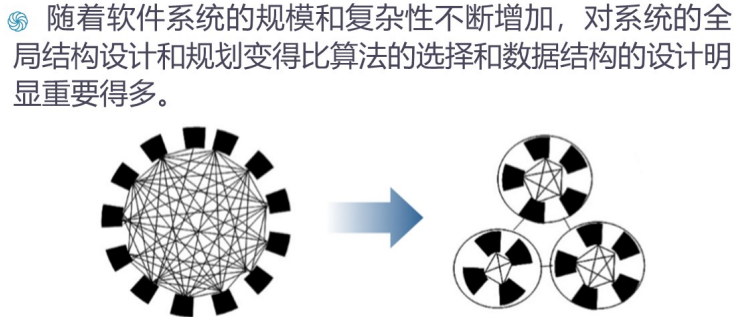 随着软件系统的规模和复杂性不断增加，对系统的全
局结构设计和规划变得比算法的选择和数据结构的设计明
显重要得多。